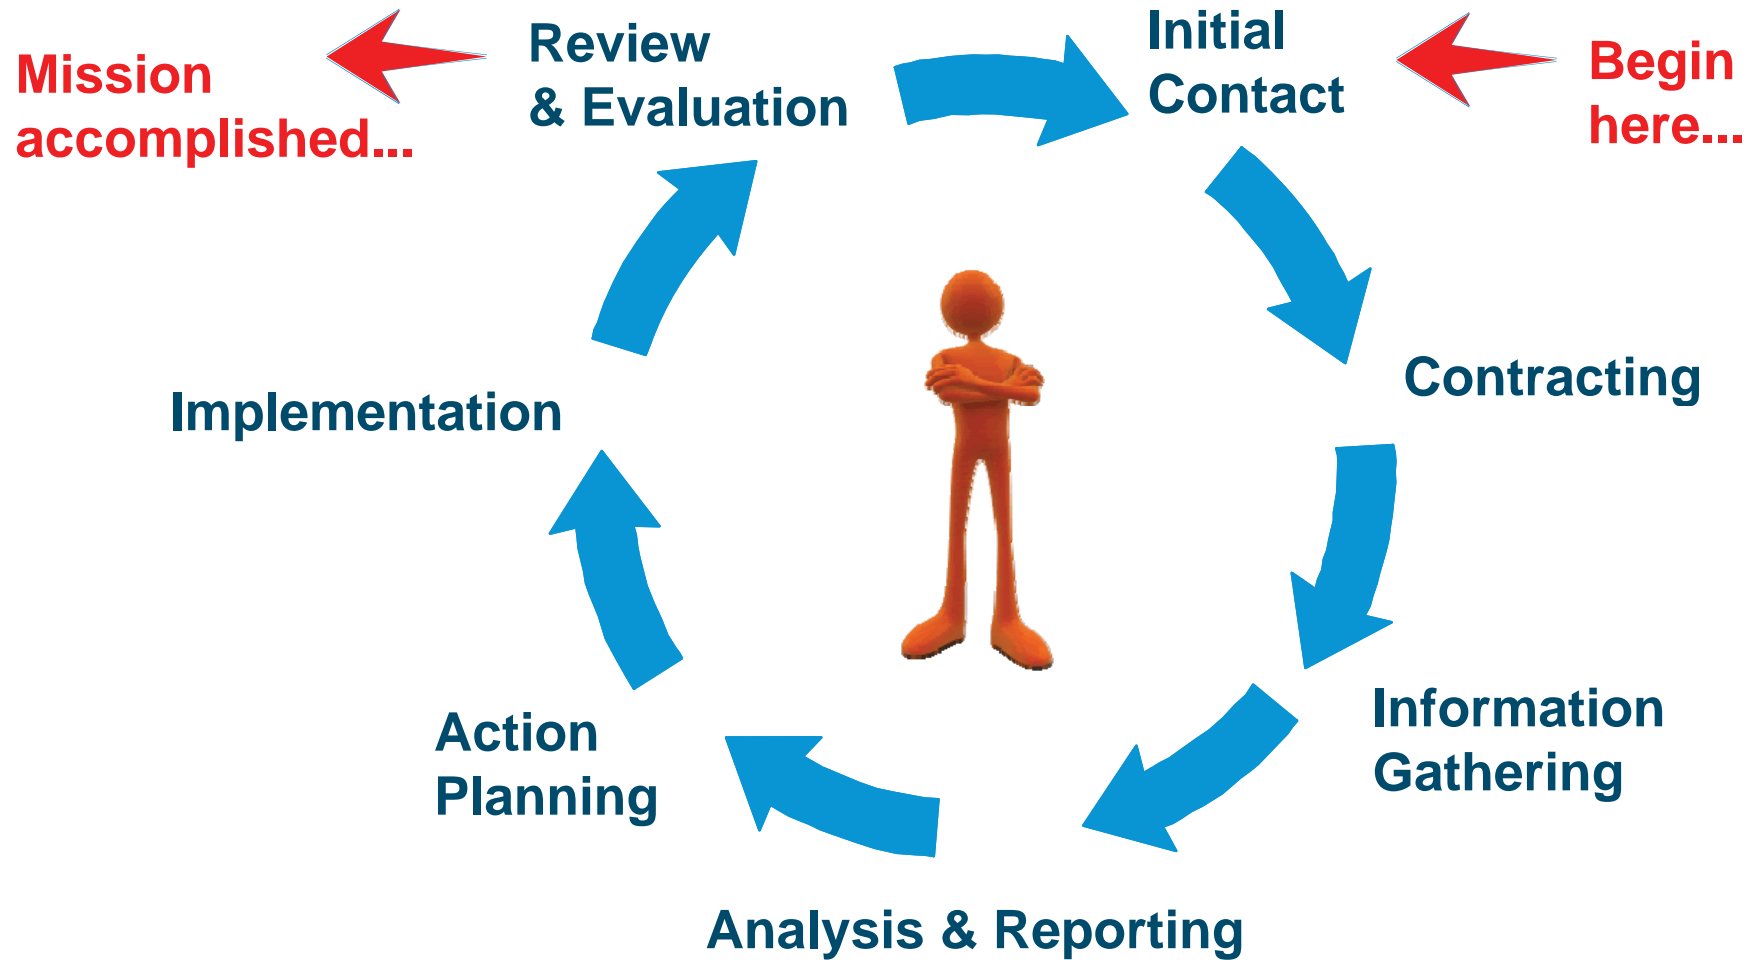 Mission
accomplished...
Review
& Evaluation
Initial
Contact
Begin
here...
Contracting
Information
Gathering
Analysis & Reporting
Action
Planning
Implementation